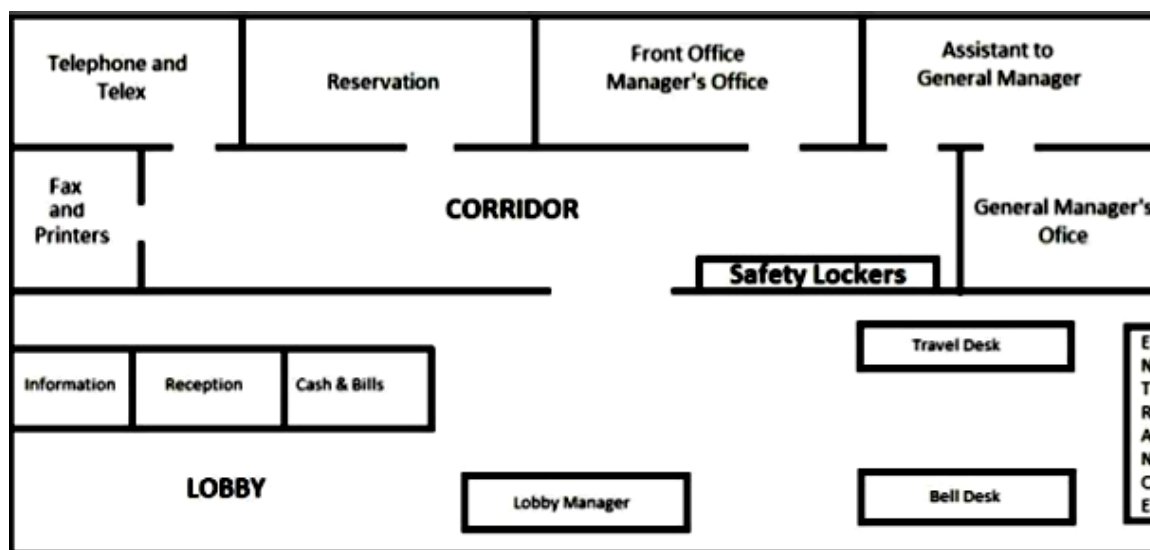 Telephone and
Telex
Reservation
Front Office
Manager's Office
Assistant to
General Manager
Fax
and
Printers
CORRIDOR
General Manager's
Ofice
Safety Lockers
Travel Desk
Information
Reception
Cash & Bills
LOBBY
Lobby Manager
Bell Desk
E
N
T
R
A
N
C
E